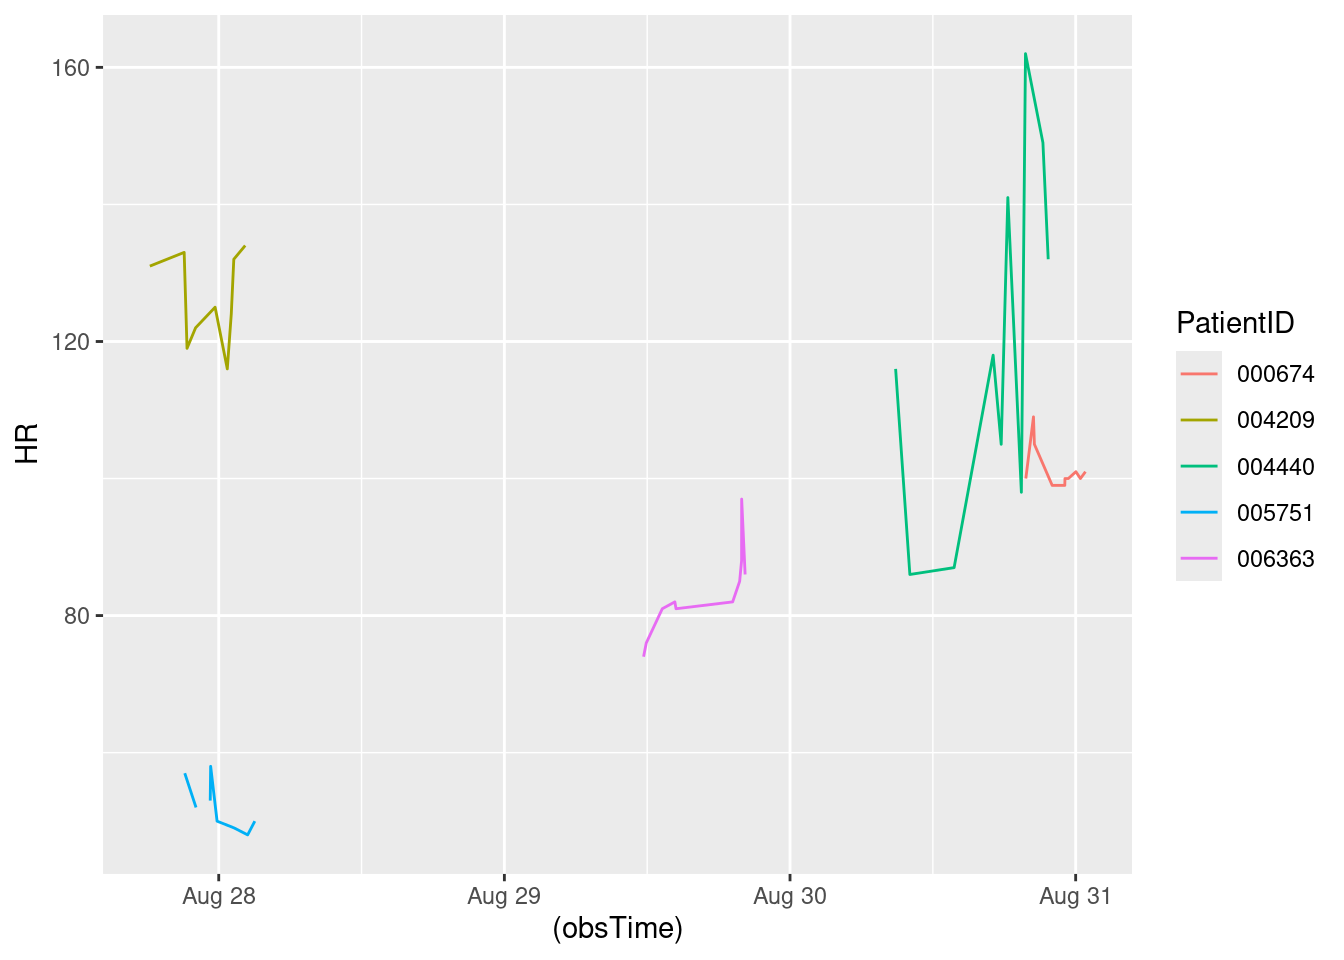 160
120
80
HR
Aug 28
Aug 29
Aug 30
Aug 31
(obsTime)
PatientID
000674
004209
004440
005751
006363